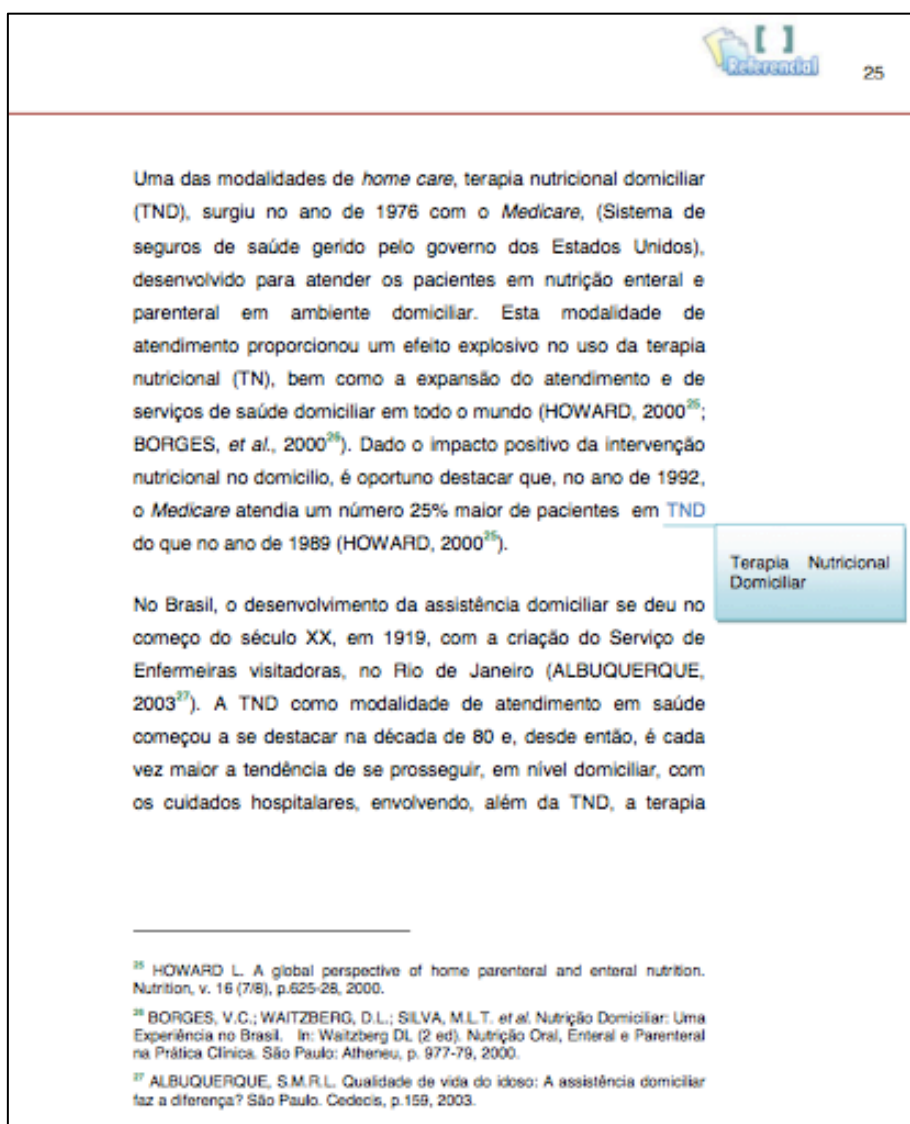 [ ]
Referencial
25
Uma das modalidades de home care, terapia nutricional domiciliar
(TND), surgiu no ano de 1976 com o Medicare, (Sistema de
seguros de saúde gerido pelo governo dos Estados Unidos),
desenvolvido para atender os pacientes em nutrição enteral e
parenteral em ambiente domiciliar. Esta modalidade de
atendimento proporcionou um efeito explosivo no uso da terapia
nutricional (TN), bem como a expansão do atendimento e de
serviços de saúde domiciliar em todo o mundo (HOWARD, 2000²⁵;
BORGES, et al., 2000²⁶). Dado o impacto positivo da intervenção
nutricional no domicilio, é oportuno destacar que, no ano de 1992,
o Medicare atendia um número 25% maior de pacientes em TND
do que no ano de 1989 (HOWARD, 2000²⁵).
Terapia Nutricional
Domiciliar
No Brasil, o desenvolvimento da assistência domiciliar se deu no
começo do século XX, em 1919, com a criação do Serviço de
Enfermeiras visitadoras, no Rio de Janeiro (ALBUQUERQUE,
2003²⁷). A TND como modalidade de atendimento em saúde
começou a se destacar na década de 80 e, desde então, é cada
vez maior a tendência de se prosseguir, em nível domiciliar, com
os cuidados hospitalares, envolvendo, além da TND, a terapia
²⁵ HOWARD L. A global perspective of home parenteral and enteral nutrition.
Nutrition, v. 16 (7/8), p.625-28, 2000.
²⁶ BORGES, V.C.; WAITZBERG, D.L.; SILVA, M.L.T. et al. Nutrição Domiciliar: Uma
Experiência no Brasil. In: Waitzberg DL (2 ed). Nutrição Oral, Enteral e Parenteral
na Prática Clínica. São Paulo: Atheneu, p. 977-79, 2000.
²⁷ ALBUQUERQUE, S.M.R.L. Qualidade de vida do idoso: A assistência domiciliar
faz a diferença? São Paulo. Cedecis, p.159, 2003.